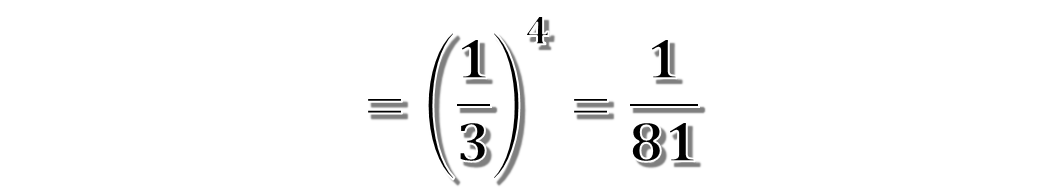 = (1/3)^4 = 1/81